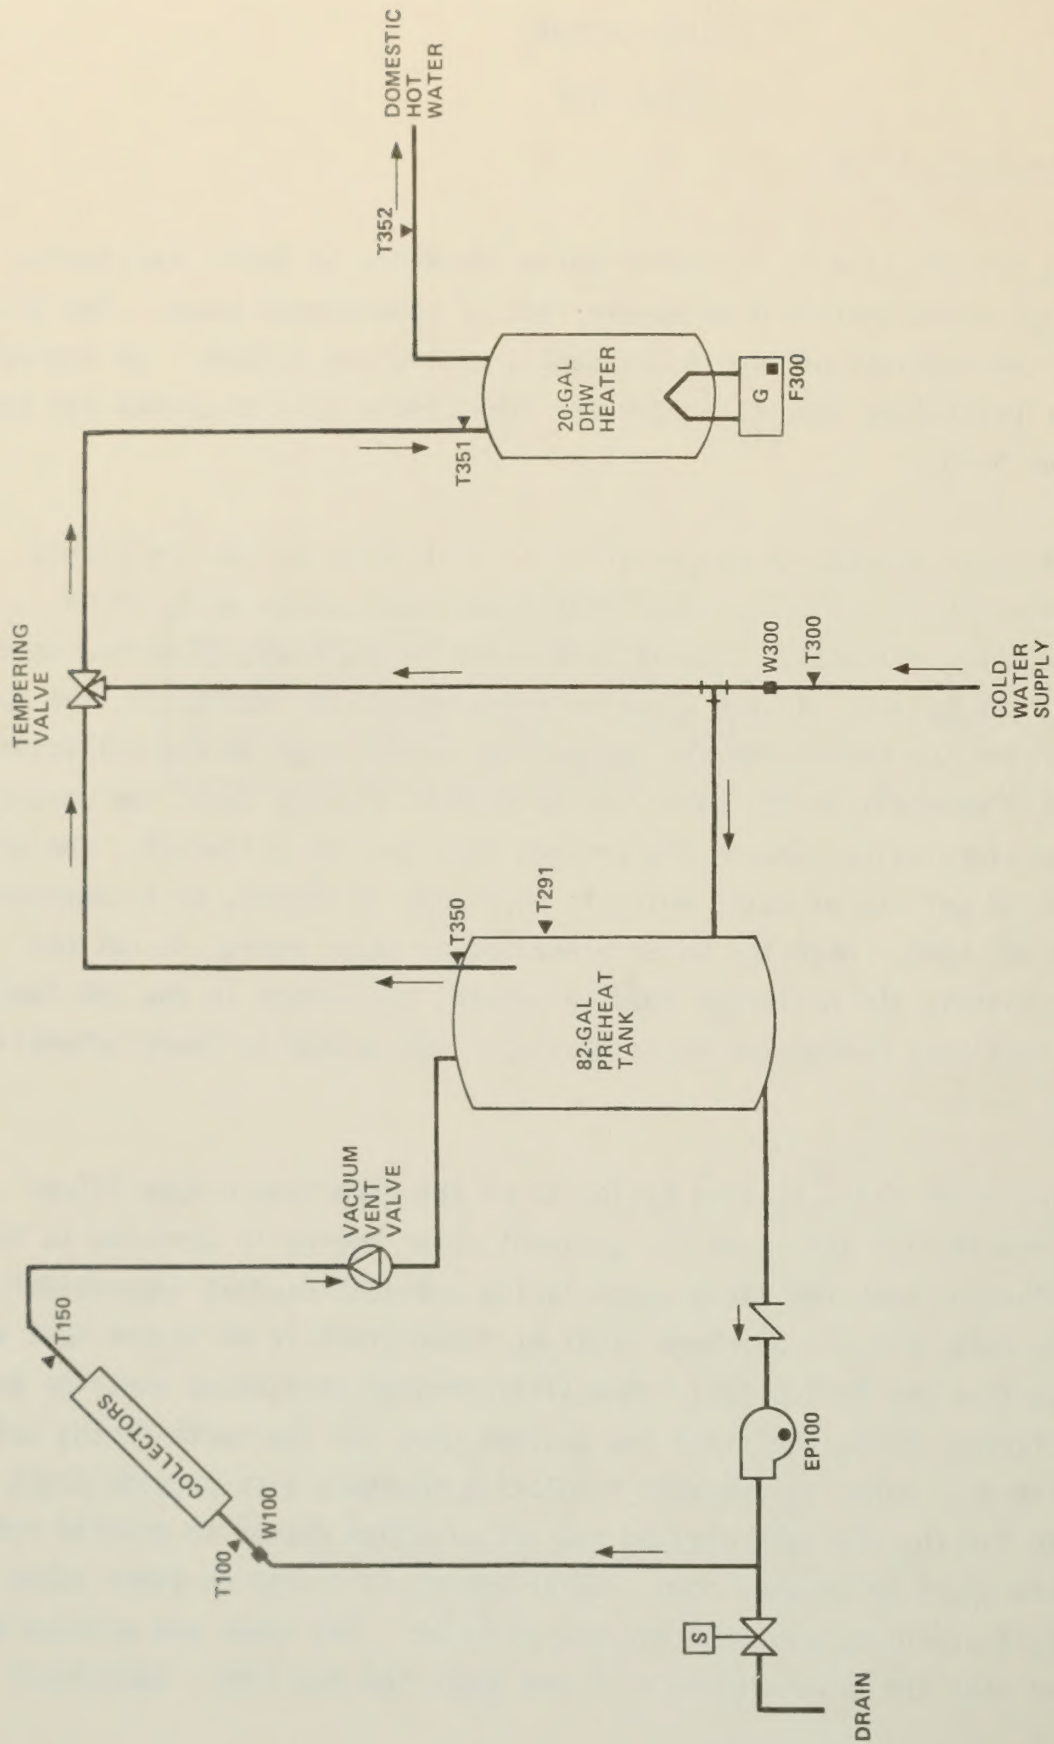 COLLECTORS
T150
T100
W100
VACUUM
VENT
VALVE
TEMPERING
VALVE
T350
T291
82-GAL
PREHEAT
TANK
EP100
S
DRAIN
W300
T300
COLD
WATER
SUPPLY
T351
20-GAL
DHW
HEATER
G
F300
T352
DOMESTIC
HOT
WATER